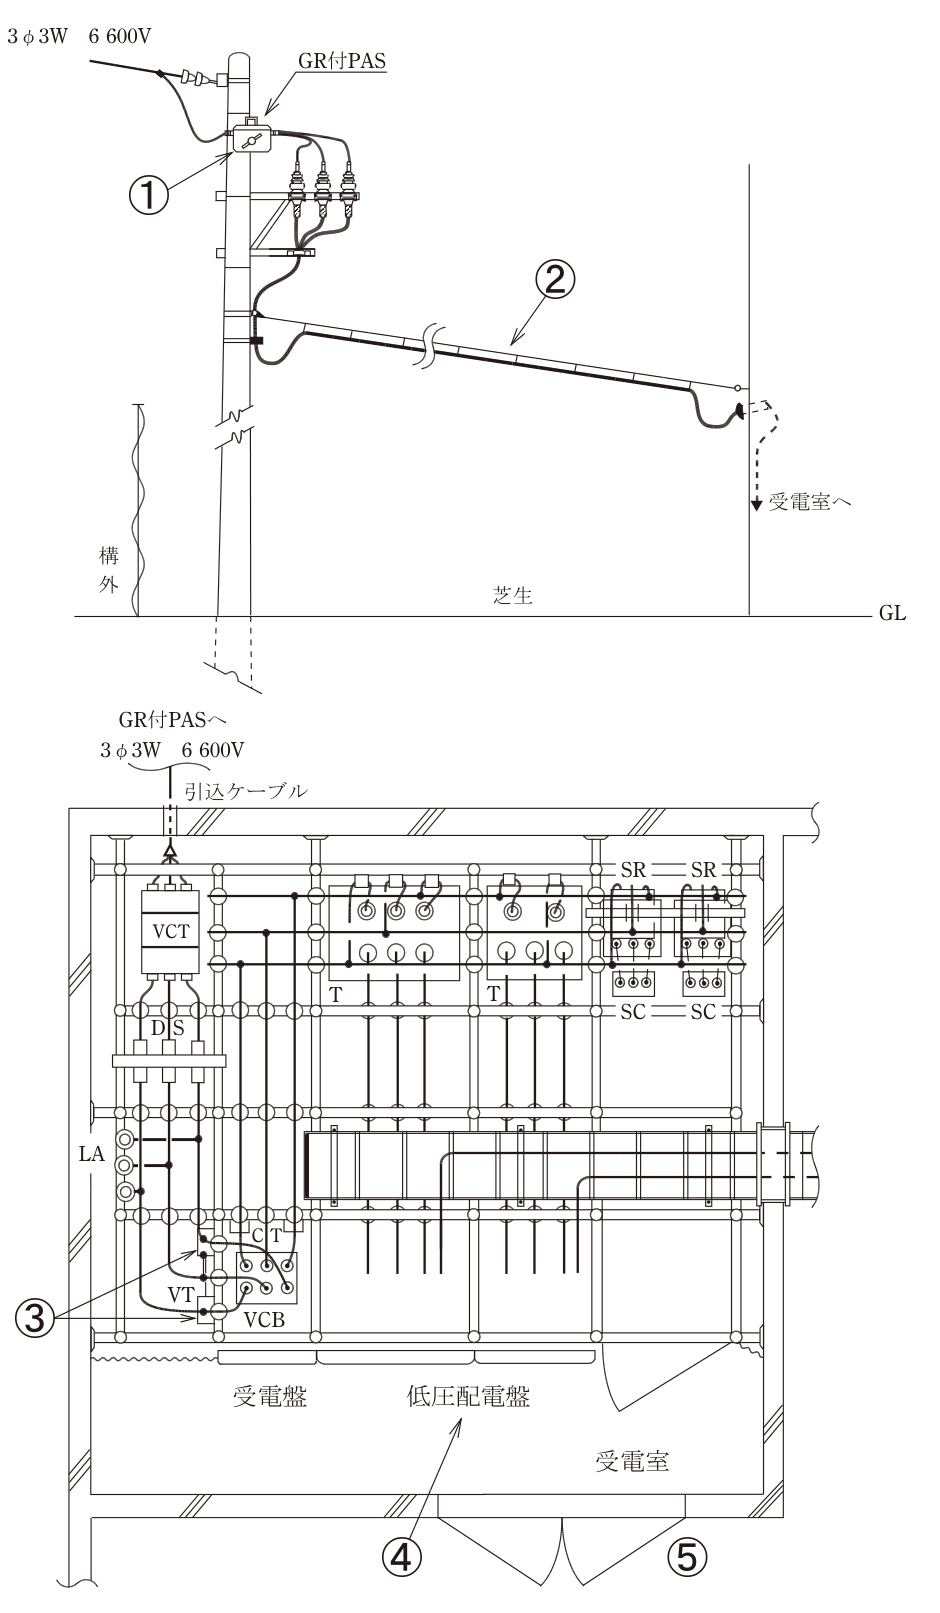 3φ3W 6 600V
GR付PAS
①
②
受電室へ
構
外
芝生
GL
GR付PASへ
3φ3W 6 600V
引込ケーブル
SR
SR
VCT
T
T
DS
SC
SC
LA
CT
VT
③
VCB
受電盤
低圧配電盤
受電室
④
⑤